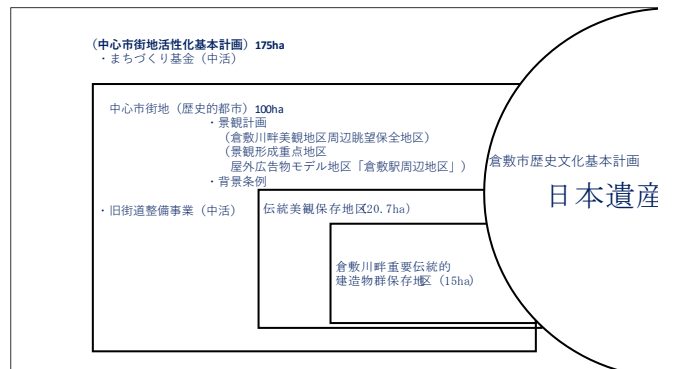 （中心市街地活性化基本計画）175ha
・まちづくり基金（中活）
中心市街地（歴史的都市）100ha
・景観計画
（倉敷川畔美観地区周辺眺望保全地区）
（景観形成重点地区
屋外広告物モデル地区「倉敷駅周辺地区」）
・背景条例
・旧街道整備事業（中活）
伝統美観保存地区（20.7ha）
倉敷川畔重要伝統的
建造物群保存地区（15ha）
倉敷市歴史文化基本計画
日本遺産